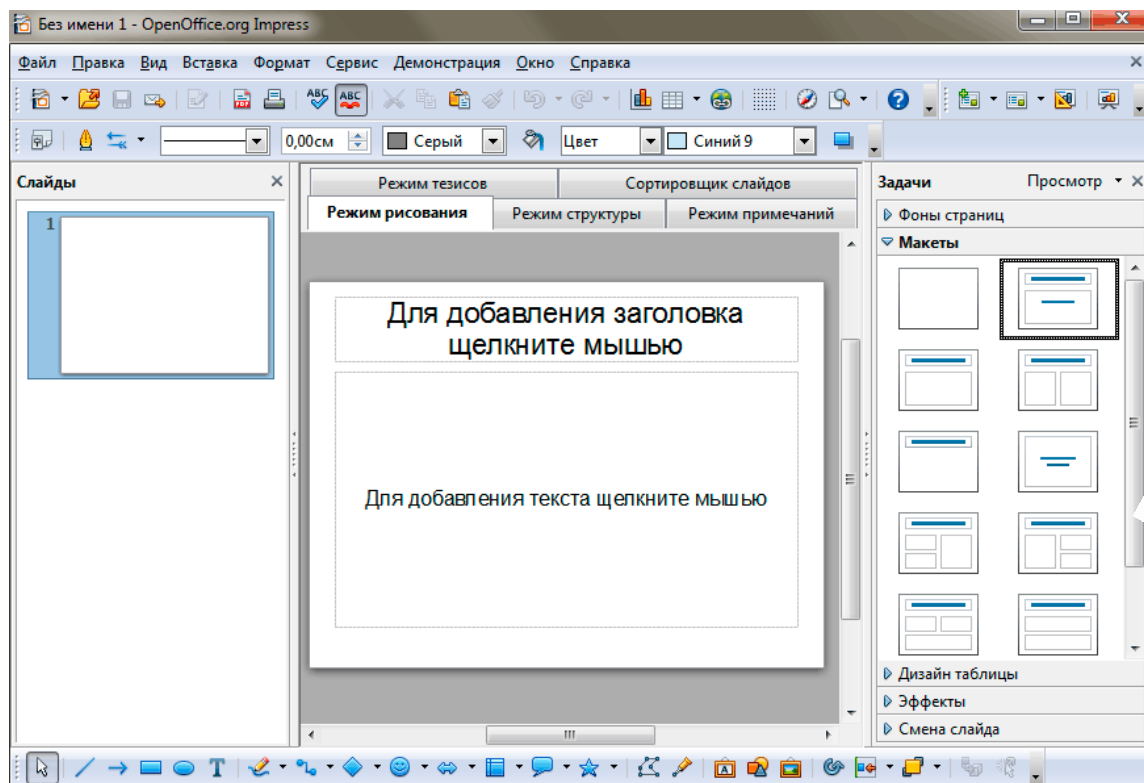 Без имени 1 - OpenOffice.org Impress
Файл Правка Вид Вставка Формат Сервис Демонстрация Окно Справка
ABC ABC
0,00см Серый Цвет Синий 9
Слайды
1
Режим тезисов Сортировщик слайдов
Режим рисования Режим структуры Режим примечаний
Для добавления заголовка
щелкните мышью
Для добавления текста щелкните мышью
Задачи Просмотр
Фоны страниц
Макеты
Дизайн таблицы
Эффекты
Смена слайда